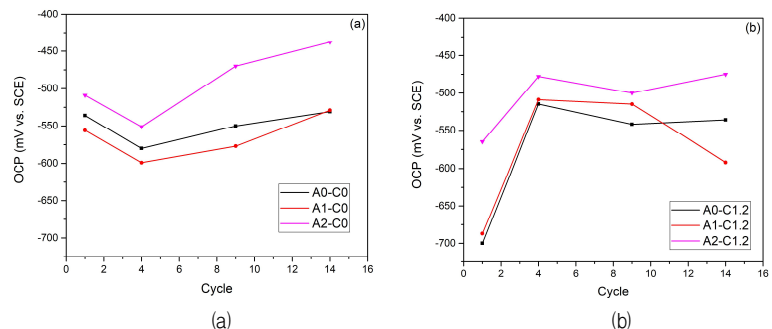 (a)
-400
-450
-500
-550
-600
-650
-700
OCP (mV vs. SCE)
A0-C0
A1-C0
A2-C0
0 2 4 6 8 10 12 14 16
Cycle
(a)
(b)
-400
-450
-500
-550
-600
-650
-700
OCP (mV vs. SCE)
A0-C1.2
A1-C1.2
A2-C1.2
0 2 4 6 8 10 12 14 16
Cycle
(b)